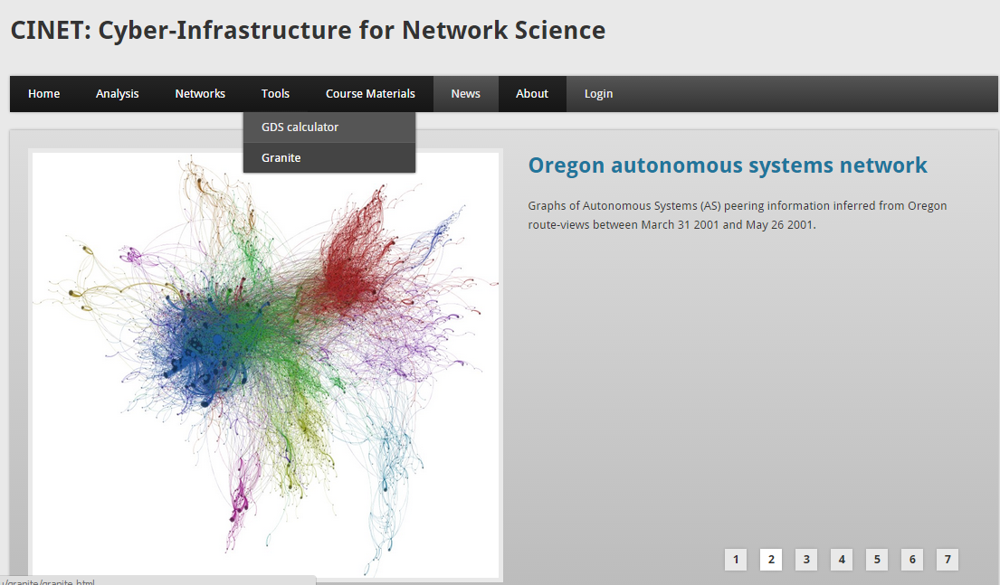 CINET: Cyber-Infrastructure for Network Science
Home Analysis Networks Tools Course Materials News About Login
GDS calculator
Granite
Oregon autonomous systems network
Graphs of Autonomous Systems (AS) peering information inferred from Oregon
route-views between March 31 2001 and May 26 2001.
1 2 3 4 5 6 7
u/granite/granite.html